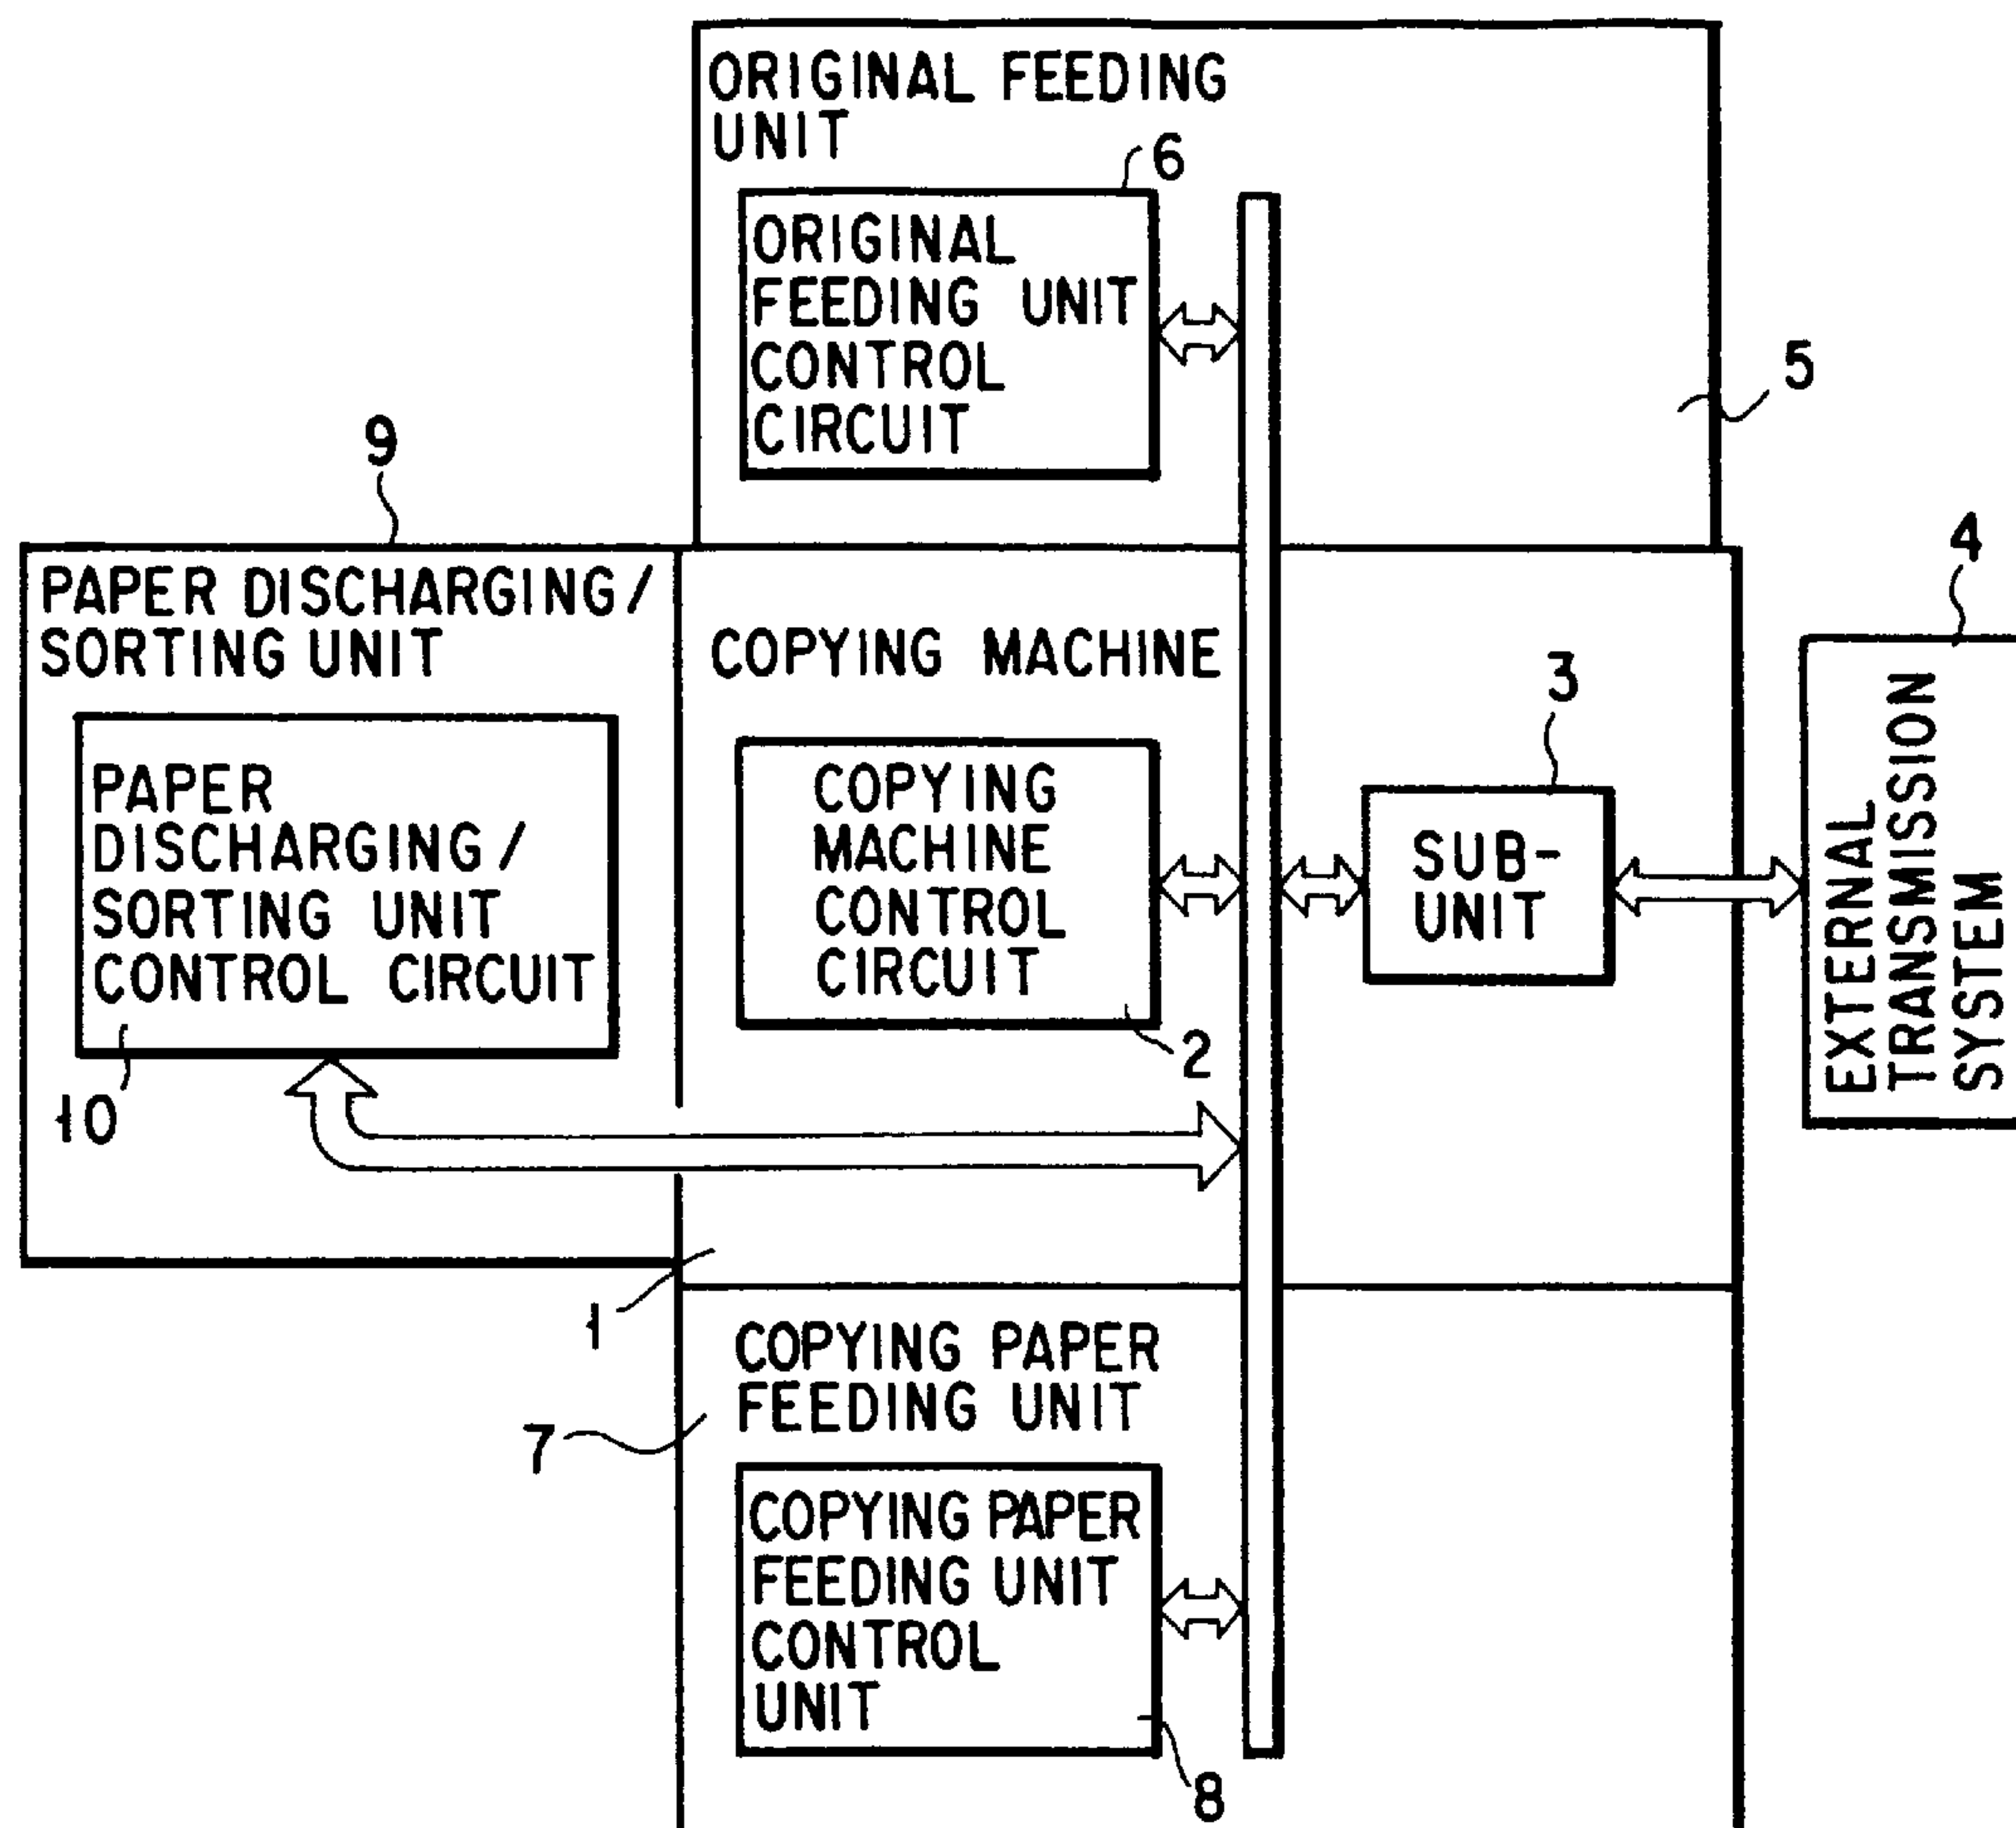 ORIGINAL FEEDING
UNIT
6
ORIGINAL
FEEDING UNIT
CONTROL
CIRCUIT
5
9
4
PAPER DISCHARGING/
SORTING UNIT
COPYING MACHINE
3
PAPER
DISCHARGING/
SORTING UNIT
CONTROL CIRCUIT
10
COPYING
MACHINE
CONTROL
CIRCUIT
2
SUB-
UNIT
EXTERNAL
TRANSMISSION
SYSTEM
1
COPYING PAPER
FEEDING UNIT
7
COPYING PAPER
FEEDING UNIT
CONTROL
UNIT
8